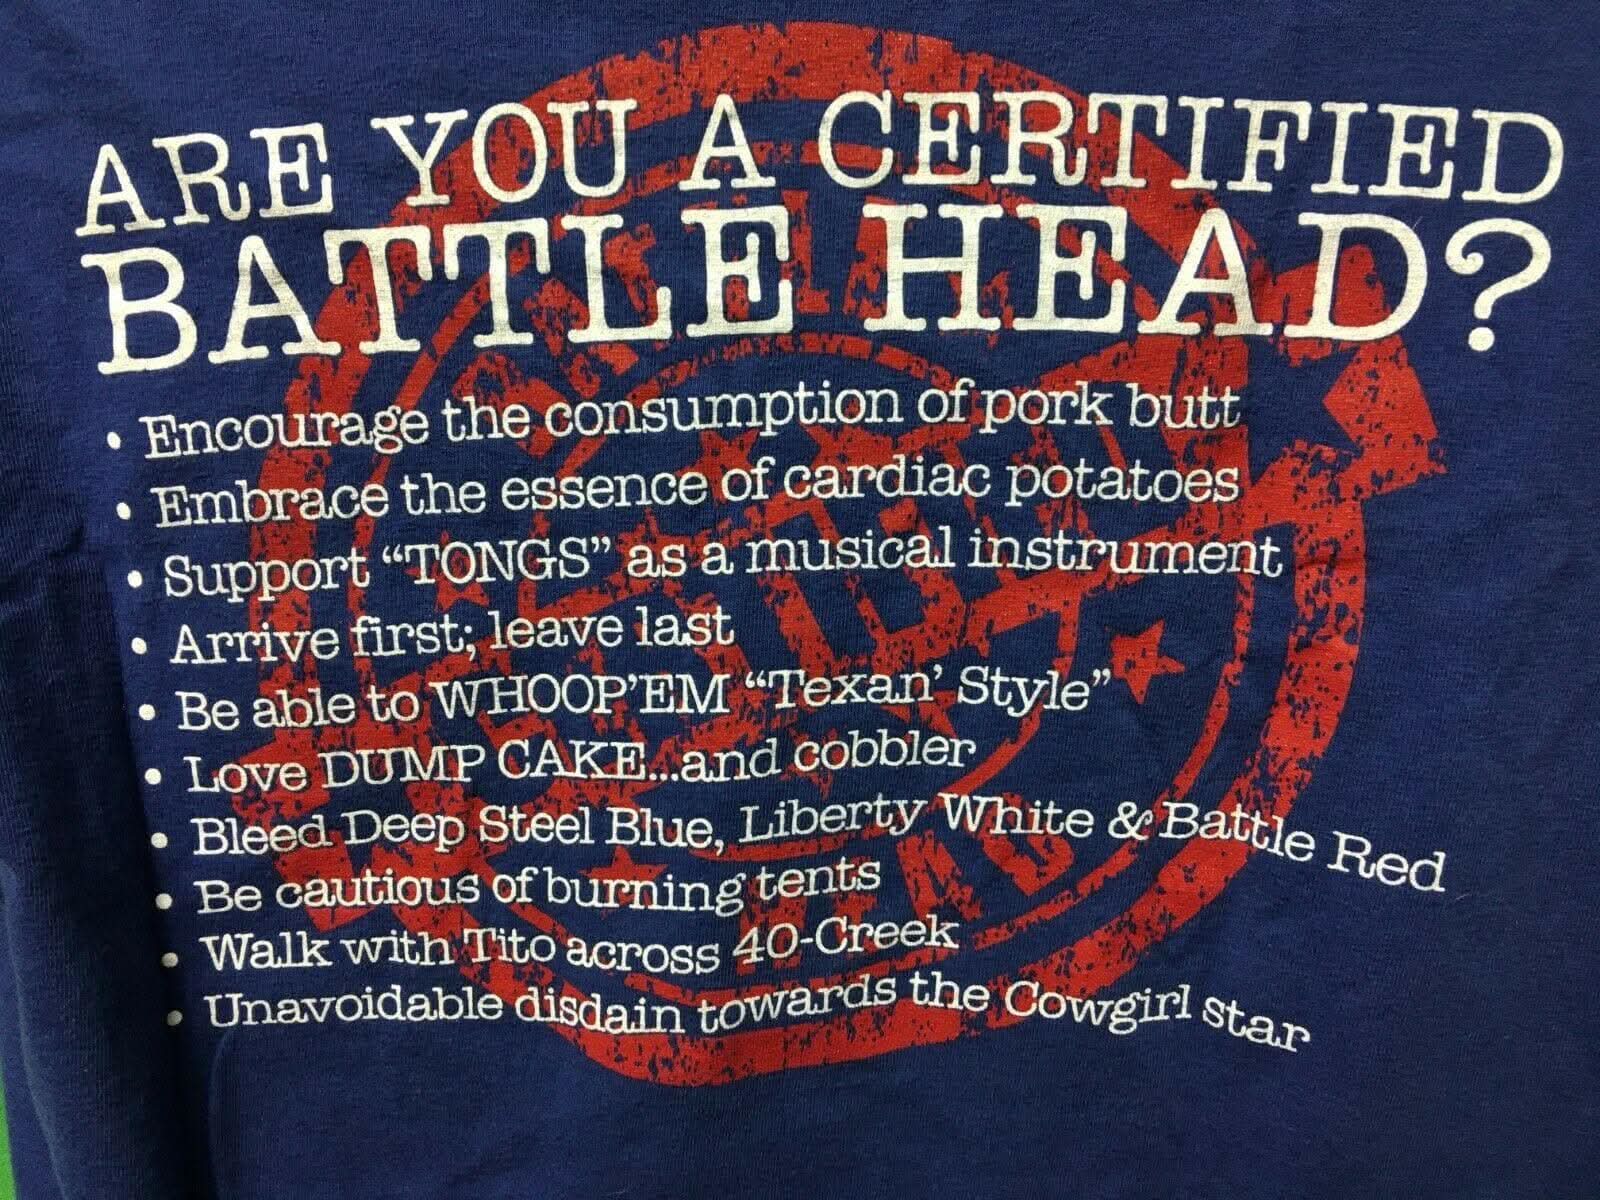 ARE YOU A CERTIFIED
BATTLE HEAD?
• Encourage the consumption of pork butt
• Embrace the essence of cardiac potatoes
• Support “TONGS” as a musical instrument
• Arrive first; leave last
• Be able to WHOOP’EM “Texan’ Style”
• Love DUMP CAKE...and cobbler
• Bleed Deep Steel Blue, Liberty White & Battle Red
• Be cautious of burning tents
• Walk with Tito across 40-Creek
• Unavoidable disdain towards the Cowgirl star